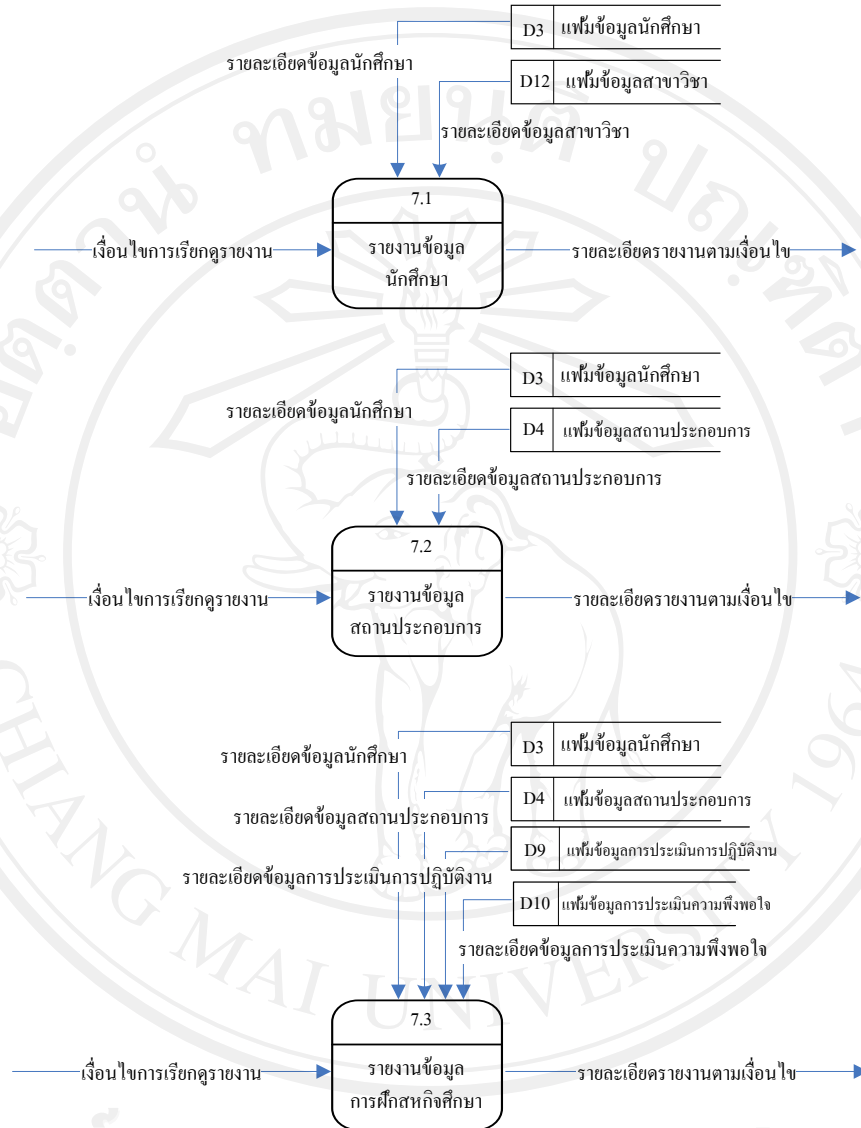 D3 แฟ้มข้อมูลนักศึกษา
รายละเอียดข้อมูลนักศึกษา
D12 แฟ้มข้อมูลสาขาวิชา
รายละเอียดข้อมูลสาขาวิชา
7.1
เงื่อนไขการเรียกดูรายงาน
รายงานข้อมูล
นักศึกษา
รายละเอียดรายงานตามเงื่อนไข
D3 แฟ้มข้อมูลนักศึกษา
รายละเอียดข้อมูลนักศึกษา
D4 แฟ้มข้อมูลสถานประกอบการ
รายละเอียดข้อมูลสถานประกอบการ
7.2
เงื่อนไขการเรียกดูรายงาน
รายงานข้อมูล
สถานประกอบการ
รายละเอียดรายงานตามเงื่อนไข
D3 แฟ้มข้อมูลนักศึกษา
รายละเอียดข้อมูลนักศึกษา
D4 แฟ้มข้อมูลสถานประกอบการ
รายละเอียดข้อมูลสถานประกอบการ
D9 แฟ้มข้อมูลการประเมินการปฏิบัติงาน
รายละเอียดข้อมูลการประเมินการปฏิบัติงาน
D10 แฟ้มข้อมูลการประเมินความพึงพอใจ
รายละเอียดข้อมูลการประเมินความพึงพอใจ
7.3
เงื่อนไขการเรียกดูรายงาน
รายงานข้อมูล
การฝึกสหกิจศึกษา
รายละเอียดรายงานตามเงื่อนไข
CHIANG MAI UNIVERSITY 1964